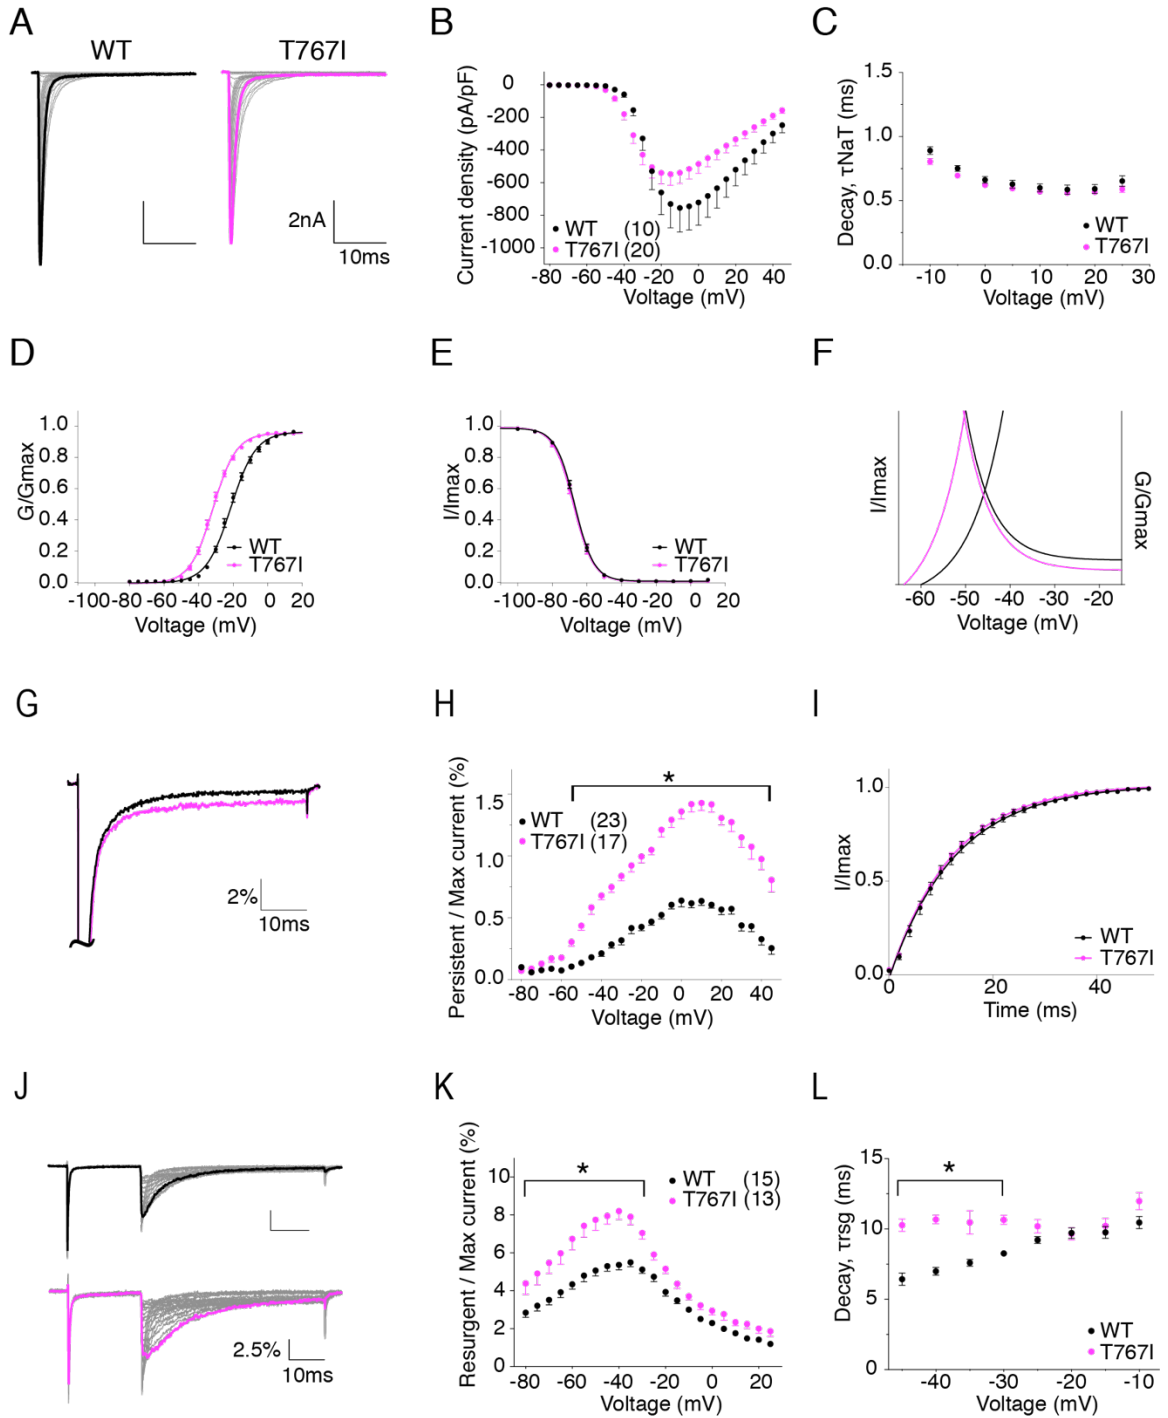 A
WT
T767I
2nA
10ms
B
Current density (pA/pF)
0
-200
-400
-600
-800
-1000
WT (10)
T767I (20)
-80 -60 -40 -20 0 20 40
Voltage (mV)
C
Decay, τNaT (ms)
1.5
1.0
0.5
0.0
WT
T767I
-10 0 10 20 30
Voltage (mV)
D
G/Gmax
1.0
0.8
0.6
0.4
0.2
0.0
WT
T767I
-100 -80 -60 -40 -20 0 20
Voltage (mV)
E
I/Imax
1.0
0.8
0.6
0.4
0.2
0.0
WT
T767I
-100 -80 -60 -40 -20 0 20
Voltage (mV)
F
I/Imax
G/Gmax
-60 -50 -40 -30 -20
Voltage (mV)
G
2%
10ms
H
Persistent / Max current (%)
*
1.5
1.0
0.5
0.0
WT (23)
T767I (17)
-80 -60 -40 -20 0 20 40
Voltage (mV)
I
I/Imax
1.0
0.5
0.0
WT
T767I
0 20 40
Time (ms)
J
2.5%
10ms
K
Resurgent / Max current (%)
*
10
8
6
4
2
0
WT (15)
T767I (13)
-80 -60 -40 -20 0 20
Voltage (mV)
L
Decay, τrsg (ms)
*
15
10
5
0
WT
T767I
-40 -30 -20 -10
Voltage (mV)